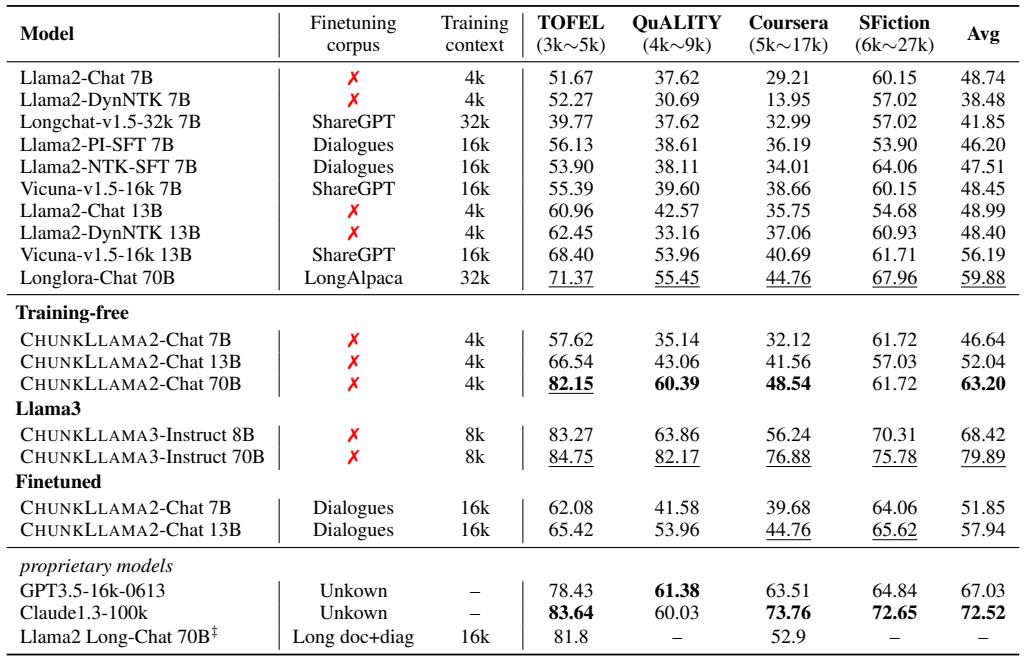 Model Finetuning corpus Training context TOFEL (3k∼5k) QuALITY (4k∼9k) Coursera (5k∼17k) SFiction (6k∼27k) Avg
Llama2-Chat 7B ✗ 4k 51.67 37.62 29.21 60.15 48.74
Llama2-DynNTK 7B ✗ 4k 52.27 30.69 13.95 57.02 38.48
Longchat-v1.5-32k 7B ShareGPT 32k 39.77 37.62 32.99 57.02 41.85
Llama2-PI-SFT 7B Dialogues 16k 56.13 38.61 36.19 53.90 46.20
Llama2-NTK-SFT 7B Dialogues 16k 53.90 38.11 34.01 64.06 47.51
Vicuna-v1.5-16k 7B ShareGPT 16k 55.39 39.60 38.66 60.15 48.45
Llama2-Chat 13B ✗ 4k 60.96 42.57 35.75 54.68 48.99
Llama2-DynNTK 13B ✗ 4k 62.45 33.16 37.06 60.93 48.40
Vicuna-v1.5-16k 13B ShareGPT 16k 68.40 53.96 40.69 61.71 56.19
Longlora-Chat 70B LongAlpaca 32k 71.37 55.45 44.76 67.96 59.88
Training-free
CHUNKLLAMA2-Chat 7B ✗ 4k 57.62 35.14 32.12 61.72 46.64
CHUNKLLAMA2-Chat 13B ✗ 4k 66.54 43.06 41.56 57.03 52.04
CHUNKLLAMA2-Chat 70B ✗ 4k 82.15 60.39 48.54 61.72 63.20
Llama3
CHUNKLLAMA3-Instruct 8B ✗ 8k 83.27 63.86 56.24 70.31 68.42
CHUNKLLAMA3-Instruct 70B ✗ 8k 84.75 82.17 76.88 75.78 79.89
Finetuned
CHUNKLLAMA2-Chat 7B Dialogues 16k 62.08 41.58 39.68 64.06 51.85
CHUNKLLAMA2-Chat 13B Dialogues 16k 65.42 53.96 44.76 65.62 57.94
proprietary models
GPT3.5-16k-0613 Unkown – 78.43 61.38 63.51 64.84 67.03
Claude1.3-100k Unkown – 83.64 60.03 73.76 72.65 72.52
Llama2 Long-Chat 70B‡ Long doc+diag 16k 81.8 – 52.9 – –